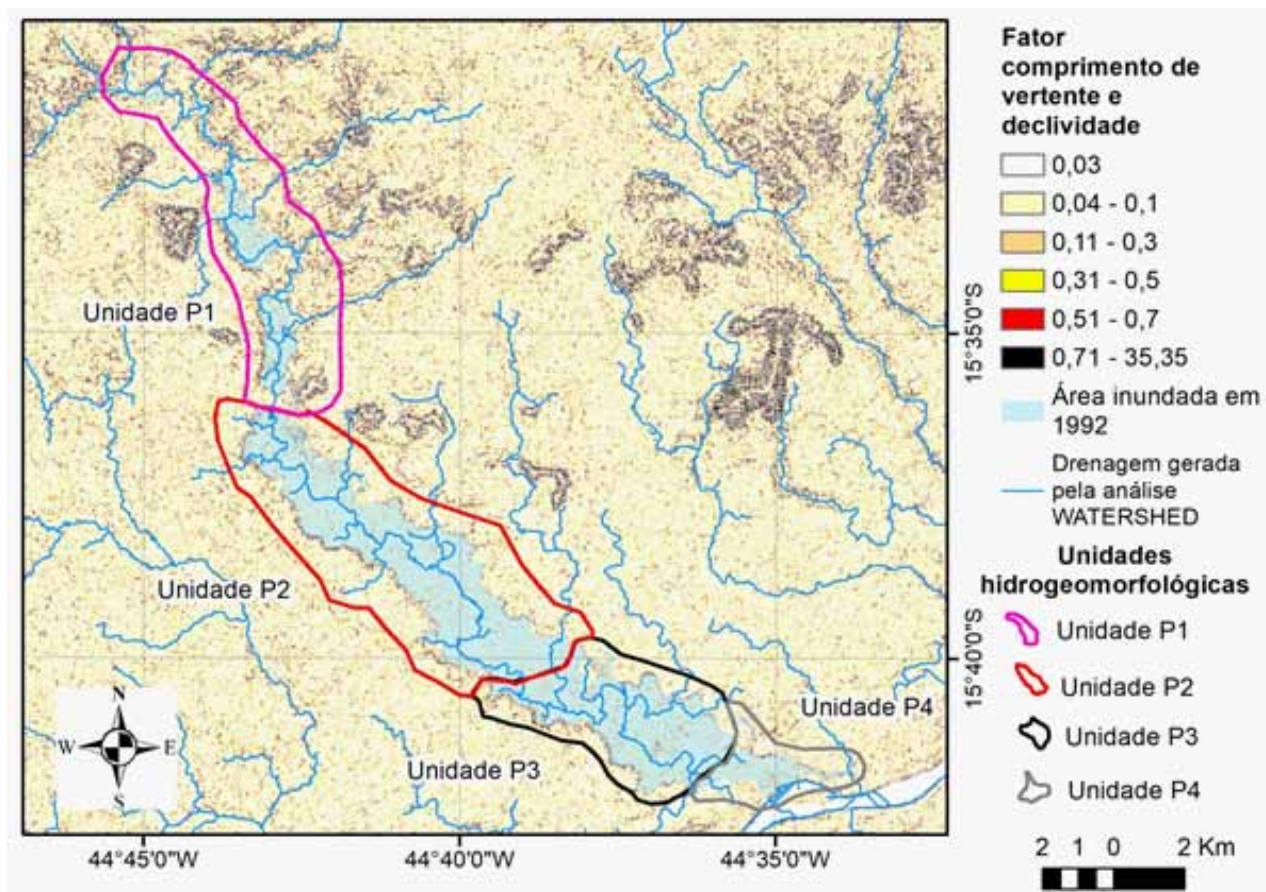 Fator
comprimento de
vertente e
declividade
0,03
0,04 - 0,1
0,11 - 0,3
0,31 - 0,5
0,51 - 0,7
0,71 - 35,35
Área inundada em
1992
Drenagem gerada
pela análise
WATERSHED
Unidades
hidrogeomorfológicas
Unidade P1
Unidade P2
Unidade P3
Unidade P4
2 1 0 2 Km
Unidade P1
Unidade P2
Unidade P3
Unidade P4
15°35'0"S
15°40'0"S
N
W E
S
44°45'0"W 44°40'0"W 44°35'0"W